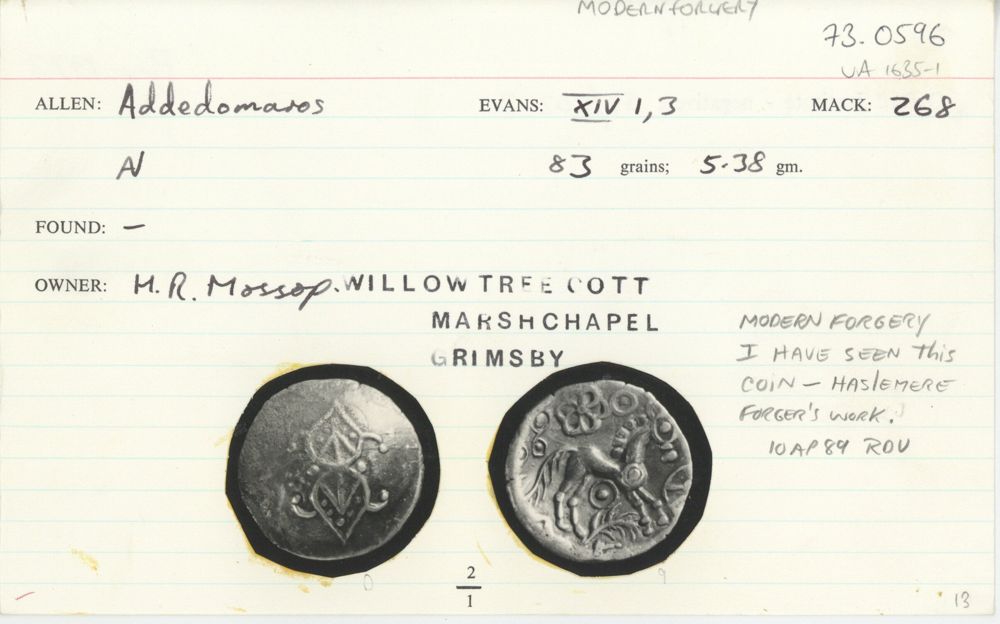 MODERN FORGERY
73.0596
VA 1635-1
ALLEN: Addedomaros EVANS: XIV 1, 3 MACK: 268
AV 83 grains; 5.38 gm.
FOUND: —
OWNER: H. R. Mossop. WILLOW TREE COTT
MARSHCHAPEL
GRIMSBY
MODERN FORGERY
I HAVE SEEN This
COIN — HASlEMERE
FORGER'S WORK.
10 AP 89 RDV
2
1
13